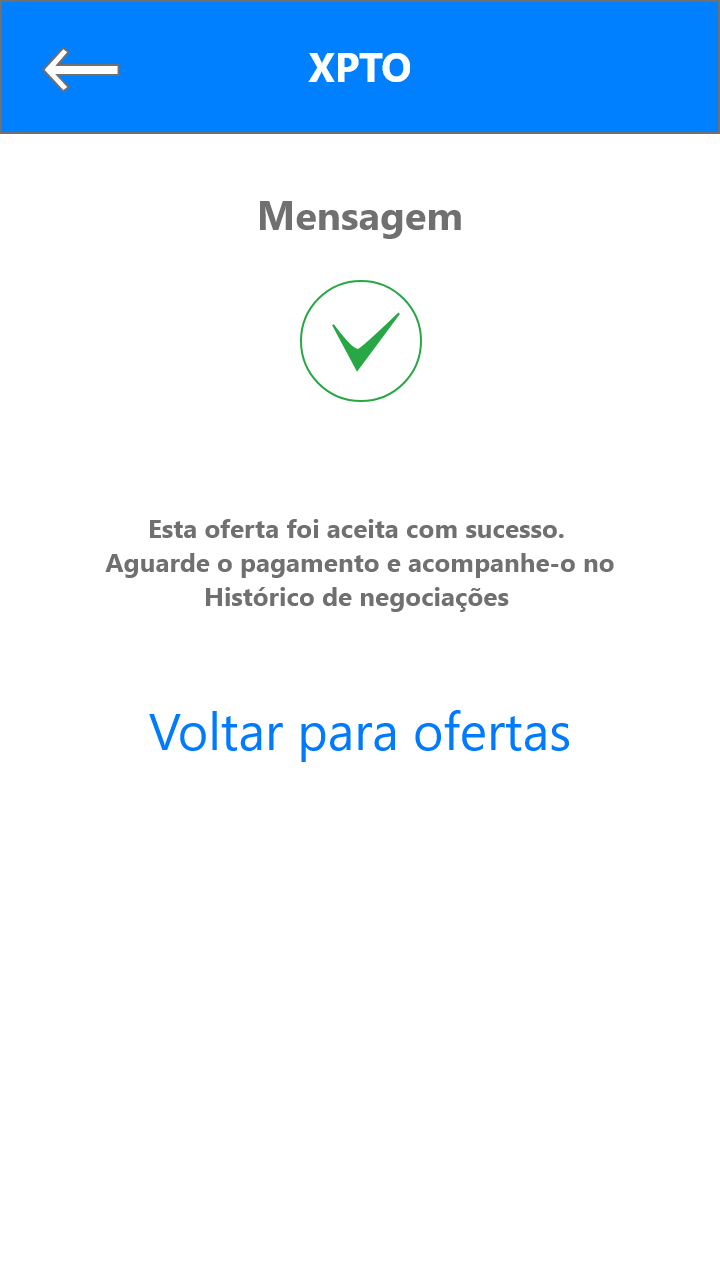 XPTO
Mensagem
Esta oferta foi aceita com sucesso.
Aguarde o pagamento e acompanhe-o no
Histórico de negociações
Voltar para ofertas